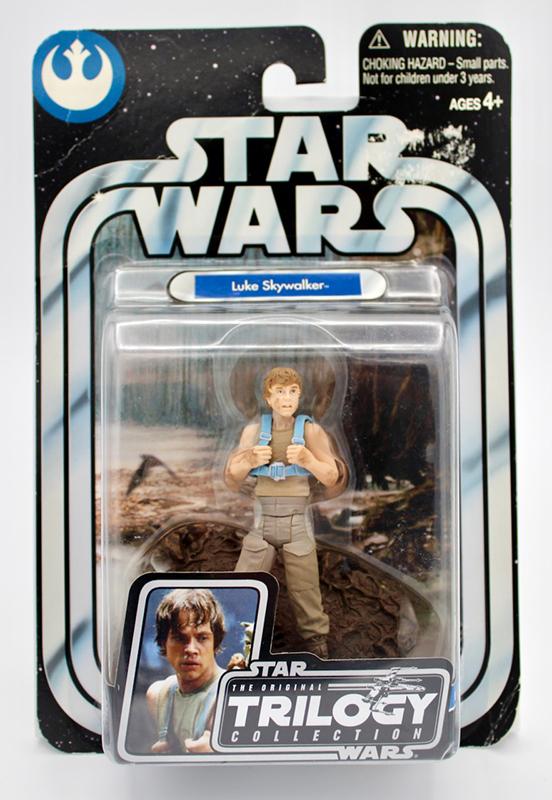 WARNING:
CHOKING HAZARD – Small parts.
Not for children under 3 years.
AGES 4+
STAR
WARS
Luke Skywalker™
STAR
THE ORIGINAL
TRILOGY
COLLECTION
WARS®